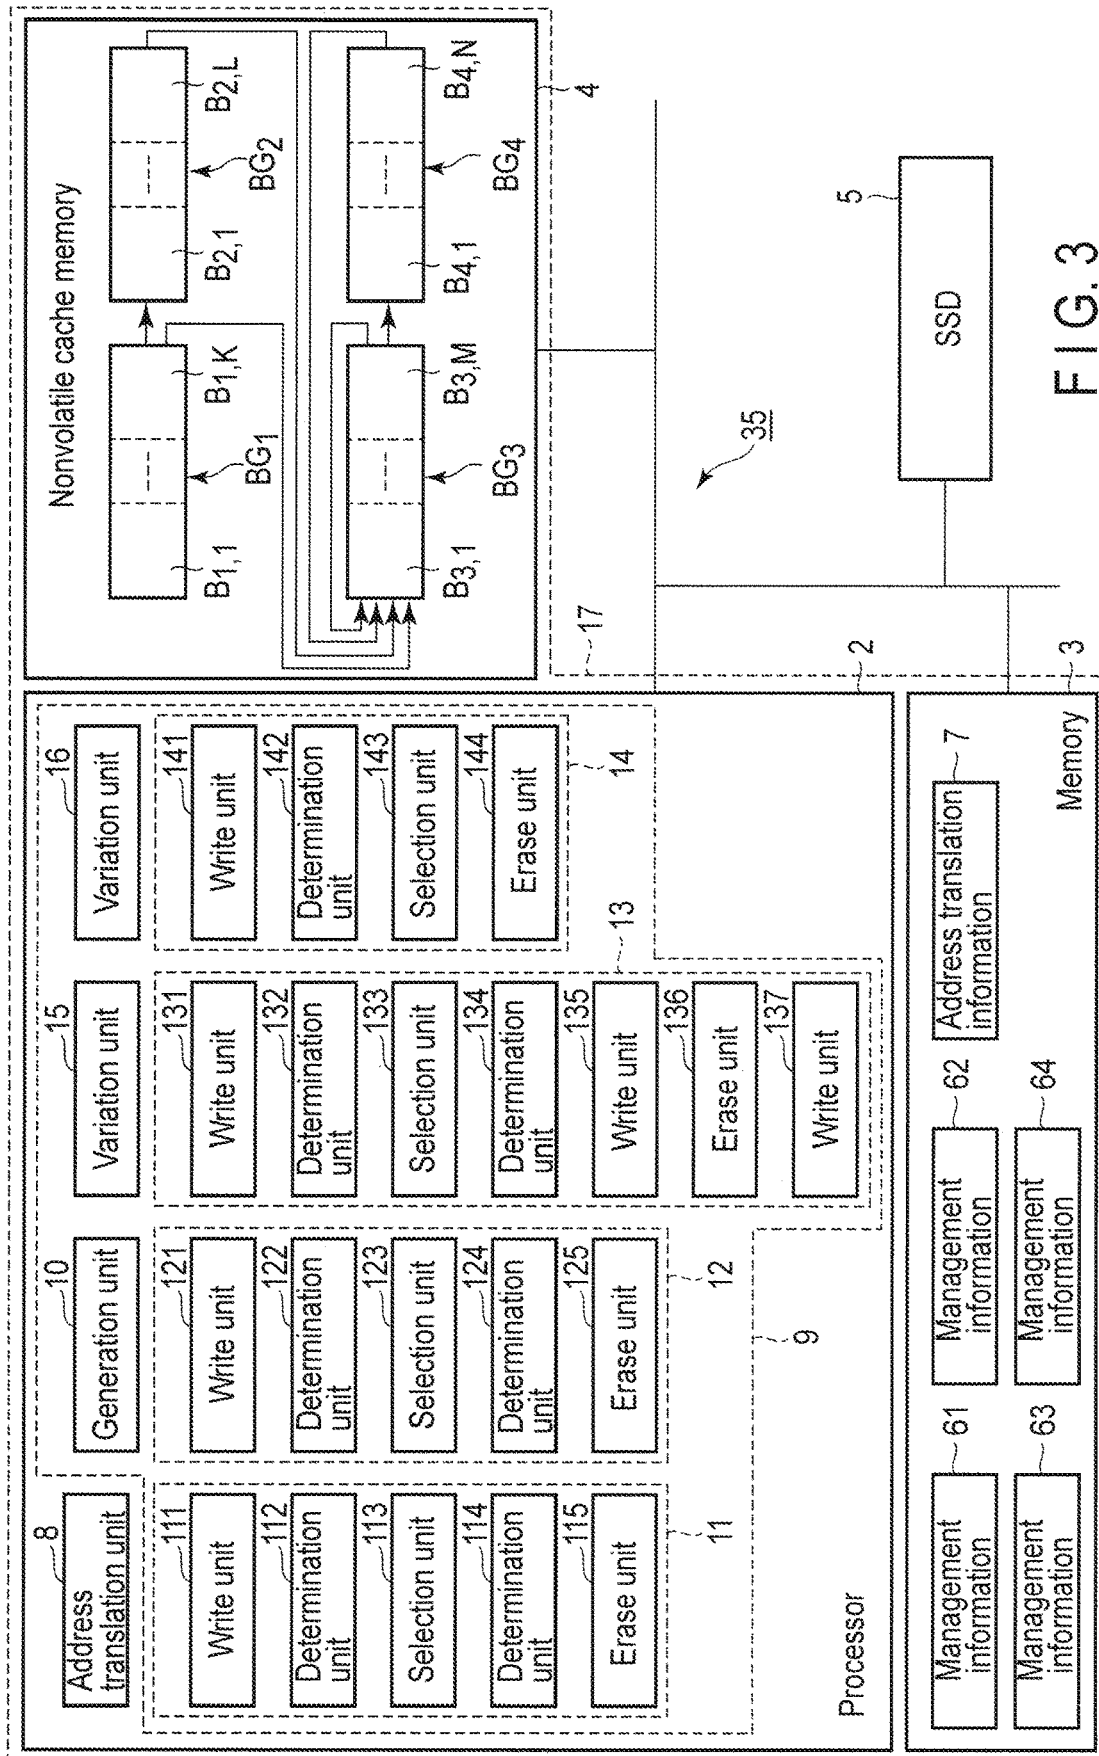 8
Address
translation unit
10
Generation unit
15
Variation unit
16
Variation unit
111
Write unit
112
Determination
unit
113
Selection unit
114
Determination
unit
115
Erase unit
11
121
Write unit
122
Determination
unit
123
Selection unit
124
Determination
unit
125
Erase unit
12
9
131
Write unit
132
Determination
unit
133
Selection unit
134
Determination
unit
135
Write unit
136
Erase unit
137
Write unit
13
141
Write unit
142
Determination
unit
143
Selection unit
144
Erase unit
14
Processor
2
17
Nonvolatile cache memory
B1,1
BG1
B1,K
B2,1
BG2
B2,L
B3,1
BG3
B3,M
B4,1
BG4
B4,N
4
61
Management
information
62
Management
information
63
Management
information
64
Management
information
7
Address translation
information
Memory
3
35
5
SSD
FIG. 3